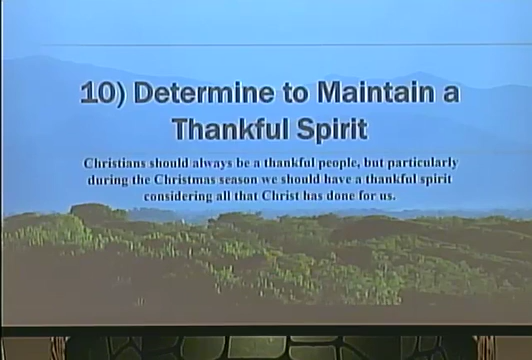 10) Determine to Maintain a
Thankful Spirit
Christians should always be a thankful people, but particularly
during the Christmas season we should have a thankful spirit
considering all that Christ has done for us.